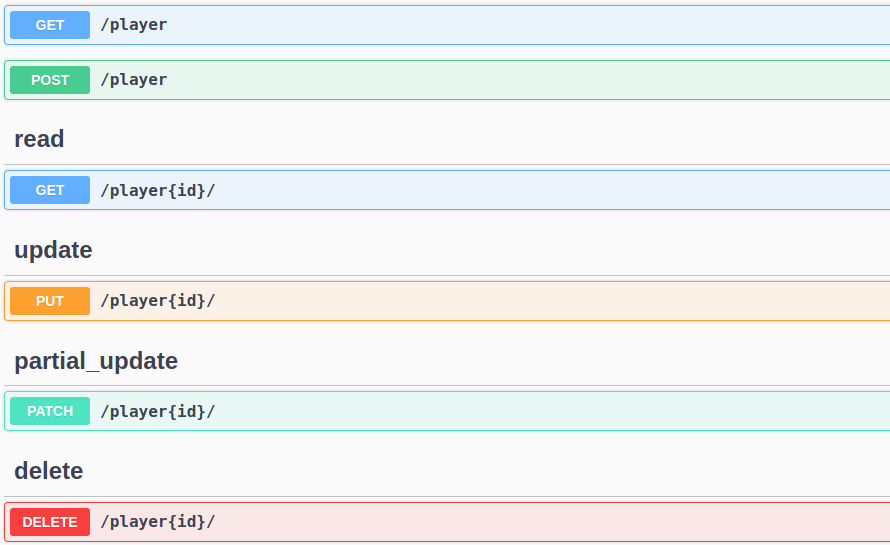 GET /player
POST /player
read
GET /player{id}/
update
PUT /player{id}/
partial_update
PATCH /player{id}/
delete
DELETE /player{id}/